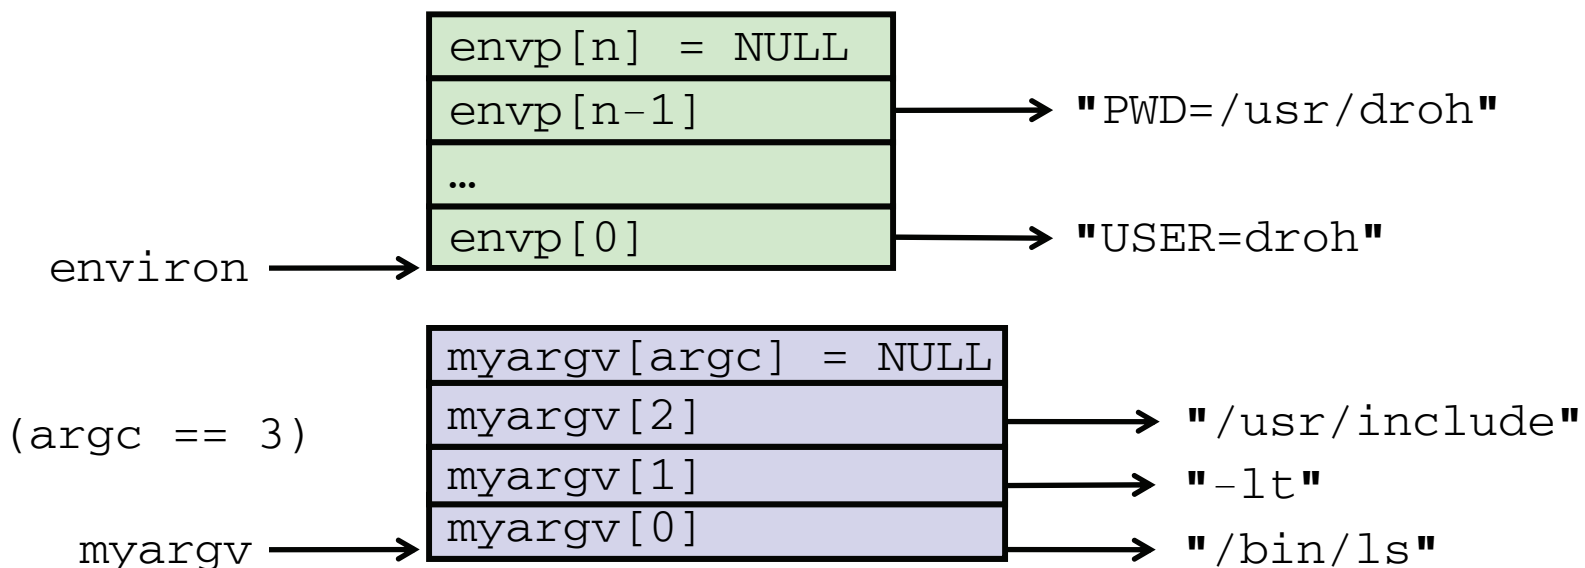 envp[n] = NULL
envp[n-1] "PWD=/usr/droh"
…
envp[0] "USER=droh"
environ
myargv[argc] = NULL
(argc == 3) myargv[2] "/usr/include"
myargv[1] "-lt"
myargv[0] "/bin/ls"
myargv